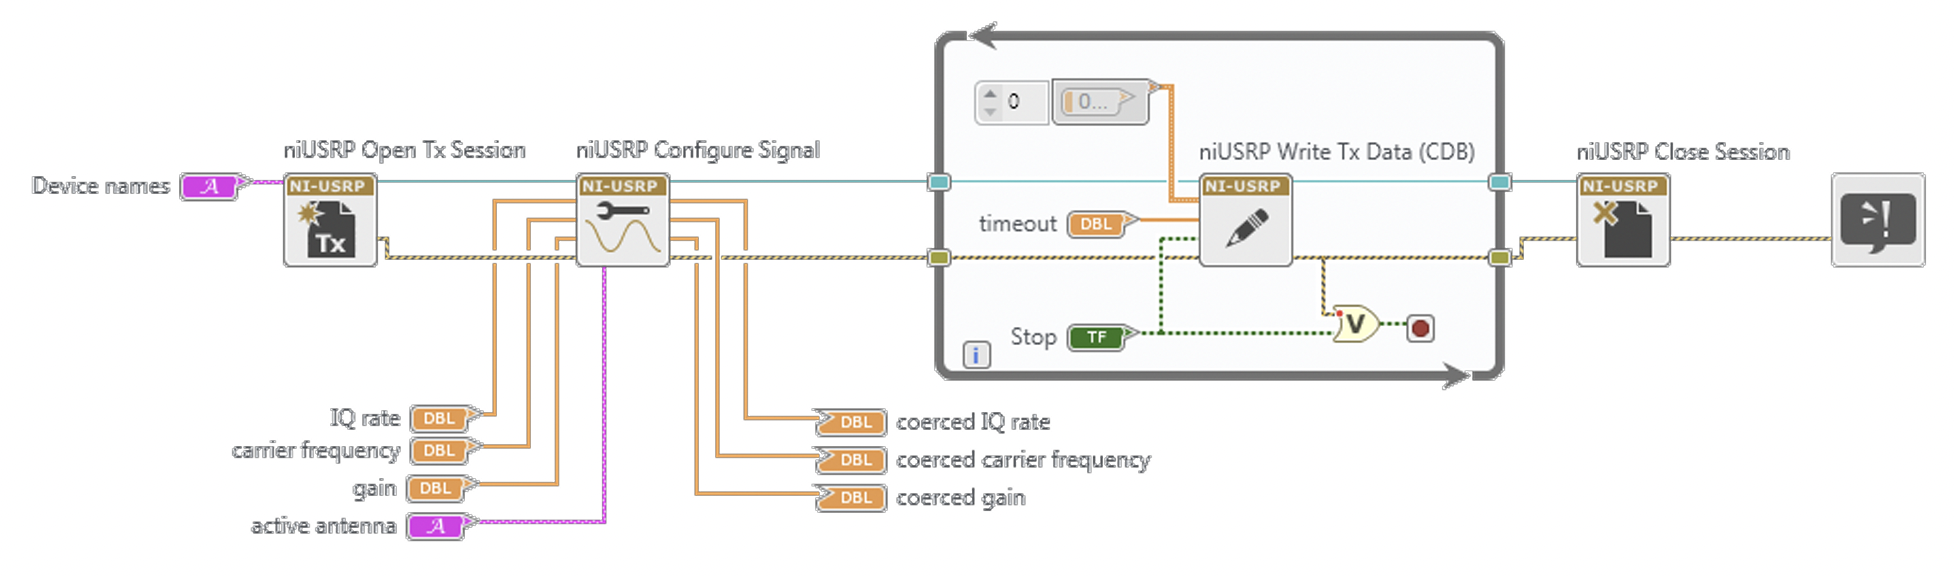 niUSRP Open Tx Session
niUSRP Configure Signal
niUSRP Write Tx Data (CDB)
niUSRP Close Session
0
0...
Device names
A
NI-USRP
Tx
NI-USRP
NI-USRP
NI-USRP
!
timeout
DBL
Stop
TF
V
i
IQ rate
DBL
carrier frequency
DBL
gain
DBL
active antenna
A
DBL
coerced IQ rate
DBL
coerced carrier frequency
DBL
coerced gain